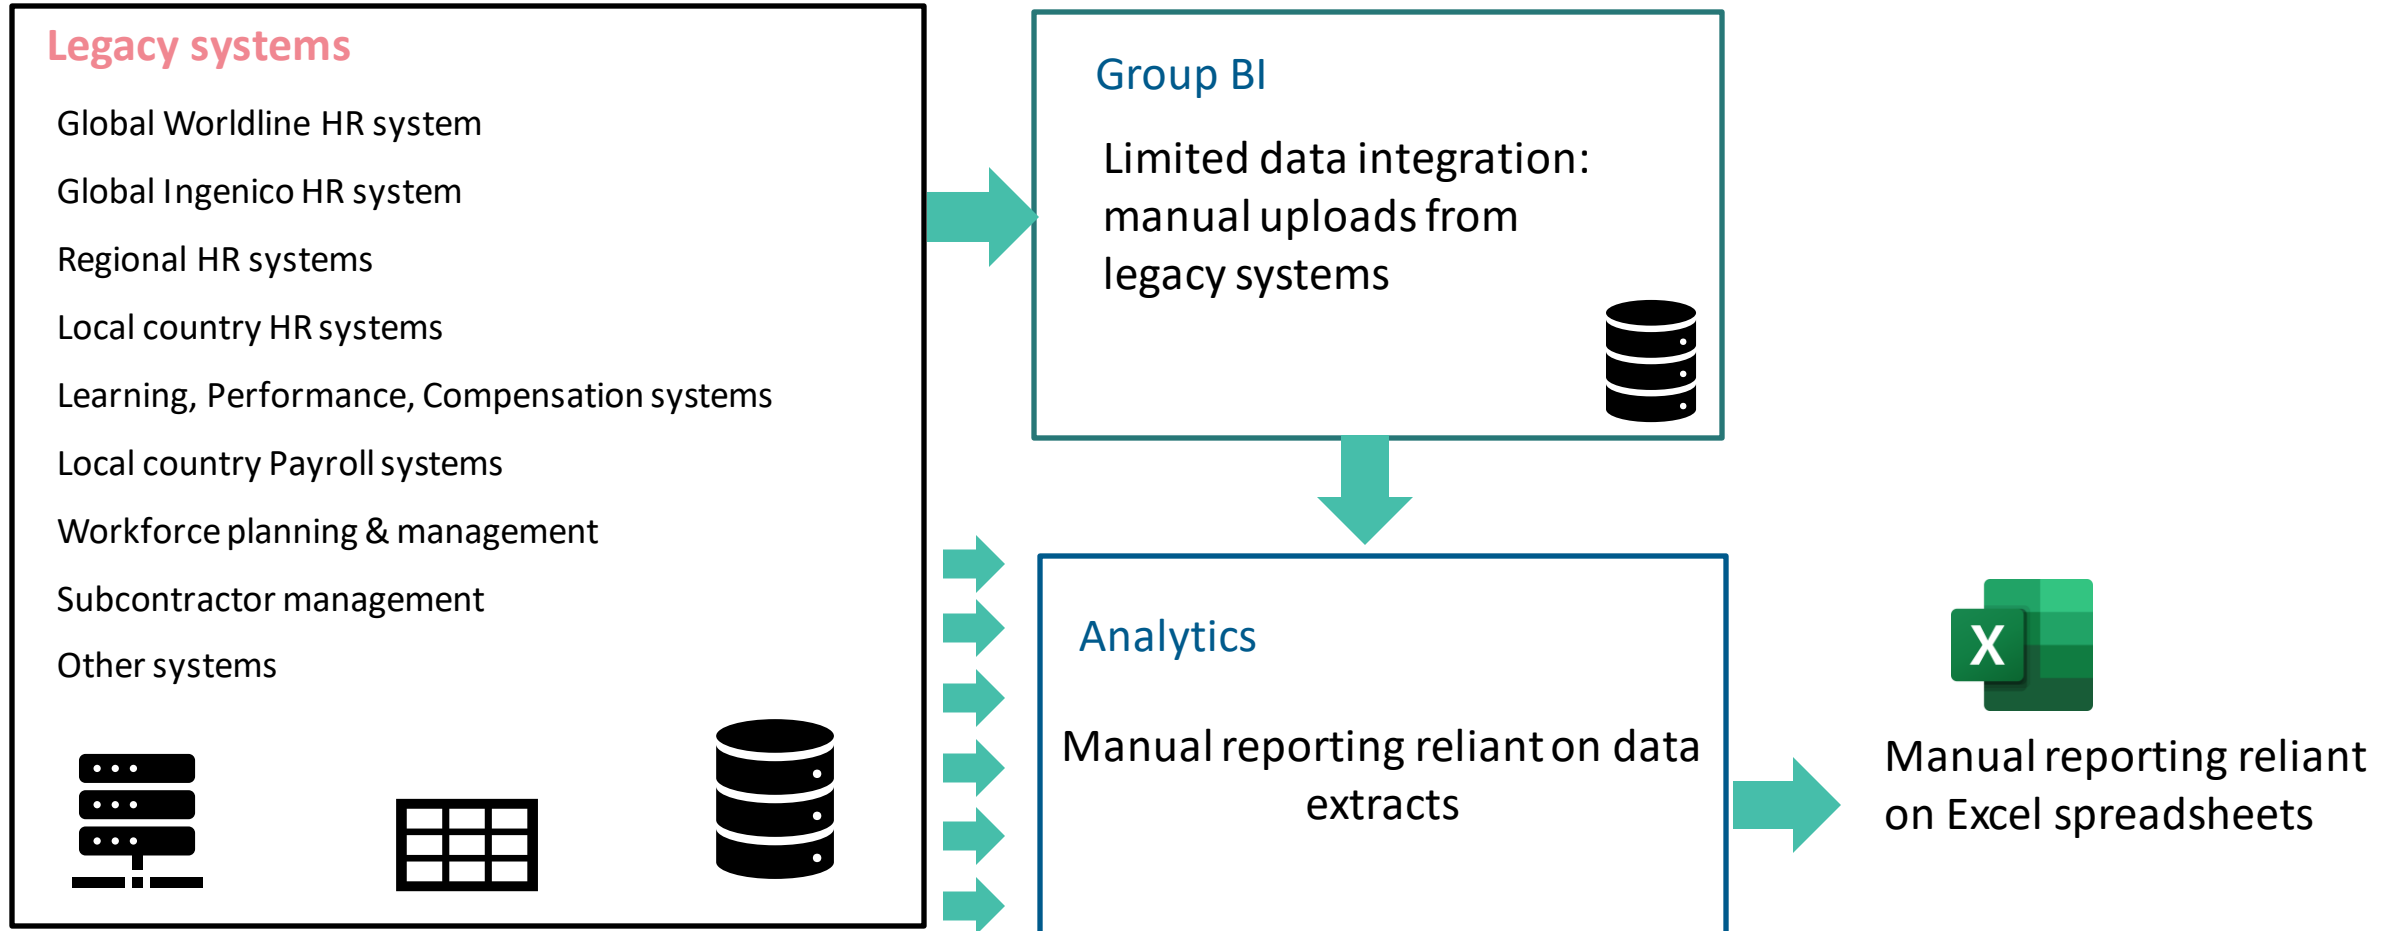 Legacy systems
Global Worldline HR system
Global Ingenico HR system
Regional HR systems
Local country HR systems
Learning, Performance, Compensation systems
Local country Payroll systems
Workforce planning & management
Subcontractor management
Other systems
Group BI
Limited data integration:
manual uploads from
legacy systems
Analytics
Manual reporting reliant on data
extracts
X
Manual reporting reliant
on Excel spreadsheets